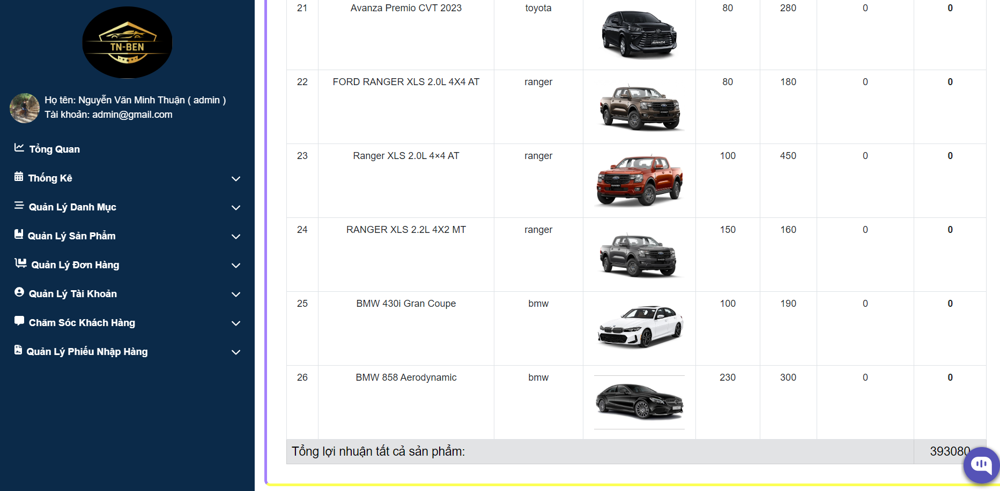 TN-BEN
Họ tên: Nguyễn Văn Minh Thuận ( admin )
Tài khoản: admin@gmail.com
Tổng Quan
Thống Kê
Quản Lý Danh Mục
Quản Lý Sản Phẩm
Quản Lý Đơn Hàng
Quản Lý Tài Khoản
Chăm Sóc Khách Hàng
Quản Lý Phiếu Nhập Hàng
21 Avanza Premio CVT 2023 toyota AVANZA 80 280 0 0
22 FORD RANGER XLS 2.0L 4X4 AT ranger RANGER 80 180 0 0
23 Ranger XLS 2.0L 4×4 AT ranger RANGER 100 450 0 0
24 RANGER XLS 2.2L 4X2 MT ranger RANGER 150 160 0 0
25 BMW 430i Gran Coupe bmw 100 190 0 0
26 BMW 858 Aerodynamic bmw 230 300 0 0
Tổng lợi nhuận tất cả sản phẩm: 393080